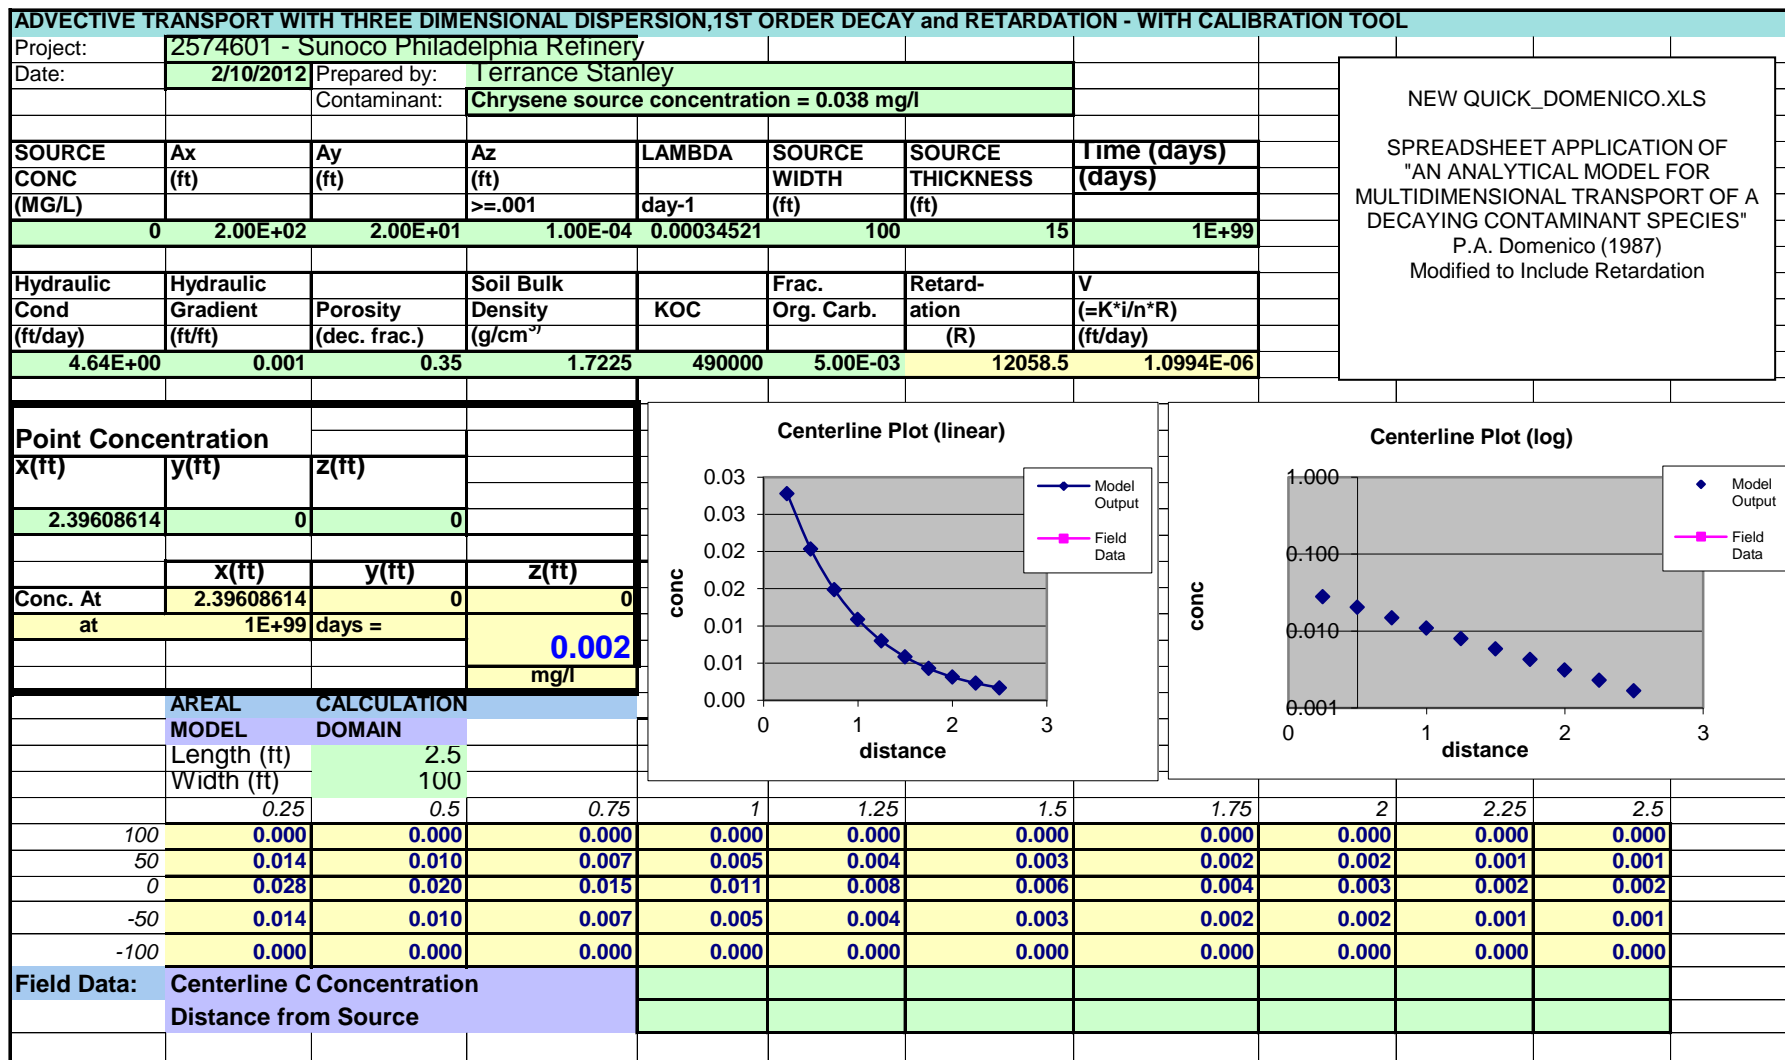 ADVECTIVE TRANSPORT WITH THREE DIMENSIONAL DISPERSION,1ST ORDER DECAY and RETARDATION - WITH CALIBRATION TOOL
Project: 2574601 - Sunoco Philadelphia Refinery
Date: 2/10/2012 Prepared by: Terrance Stanley
Contaminant: Chrysene source concentration = 0.038 mg/l
NEW QUICK_DOMENICO.XLS
SPREADSHEET APPLICATION OF
"AN ANALYTICAL MODEL FOR
MULTIDIMENSIONAL TRANSPORT OF A
DECAYING CONTAMINANT SPECIES"
P.A. Domenico (1987)
Modified to Include Retardation
SOURCE Ax Ay Az LAMBDA SOURCE SOURCE Time (days)
CONC (ft) (ft) (ft) WIDTH THICKNESS (days)
(MG/L) >=.001 day-1 (ft) (ft)
0 2.00E+02 2.00E+01 1.00E-04 0.00034521 100 15 1E+99
Hydraulic Hydraulic Soil Bulk Frac. Retard- V
Cond Gradient Porosity Density KOC Org. Carb. ation (=K*i/n*R)
(ft/day) (ft/ft) (dec. frac.) (g/cm³) (R) (ft/day)
4.64E+00 0.001 0.35 1.7225 490000 5.00E-03 12058.5 1.0994E-06
Point Concentration
x(ft) y(ft) z(ft)
2.39608614 0 0
x(ft) y(ft) z(ft)
Conc. At 2.39608614 0 0
at 1E+99 days =
0.002
mg/l
Centerline Plot (linear)
0.03
0.03
0.02
0.02
0.01
0.01
0.00
0 1 2 3
distance
conc
Model
Output
Field
Data
Centerline Plot (log)
1.000
0.100
0.010
0.001
0 1 2 3
distance
conc
Model
Output
Field
Data
AREAL CALCULATION
MODEL DOMAIN
Length (ft) 2.5
Width (ft) 100
0.25 0.5 0.75 1 1.25 1.5 1.75 2 2.25 2.5
100 0.000 0.000 0.000 0.000 0.000 0.000 0.000 0.000 0.000 0.000
50 0.014 0.010 0.007 0.005 0.004 0.003 0.002 0.002 0.001 0.001
0 0.028 0.020 0.015 0.011 0.008 0.006 0.004 0.003 0.002 0.002
-50 0.014 0.010 0.007 0.005 0.004 0.003 0.002 0.002 0.001 0.001
-100 0.000 0.000 0.000 0.000 0.000 0.000 0.000 0.000 0.000 0.000
Field Data: Centerline C Concentration
Distance from Source